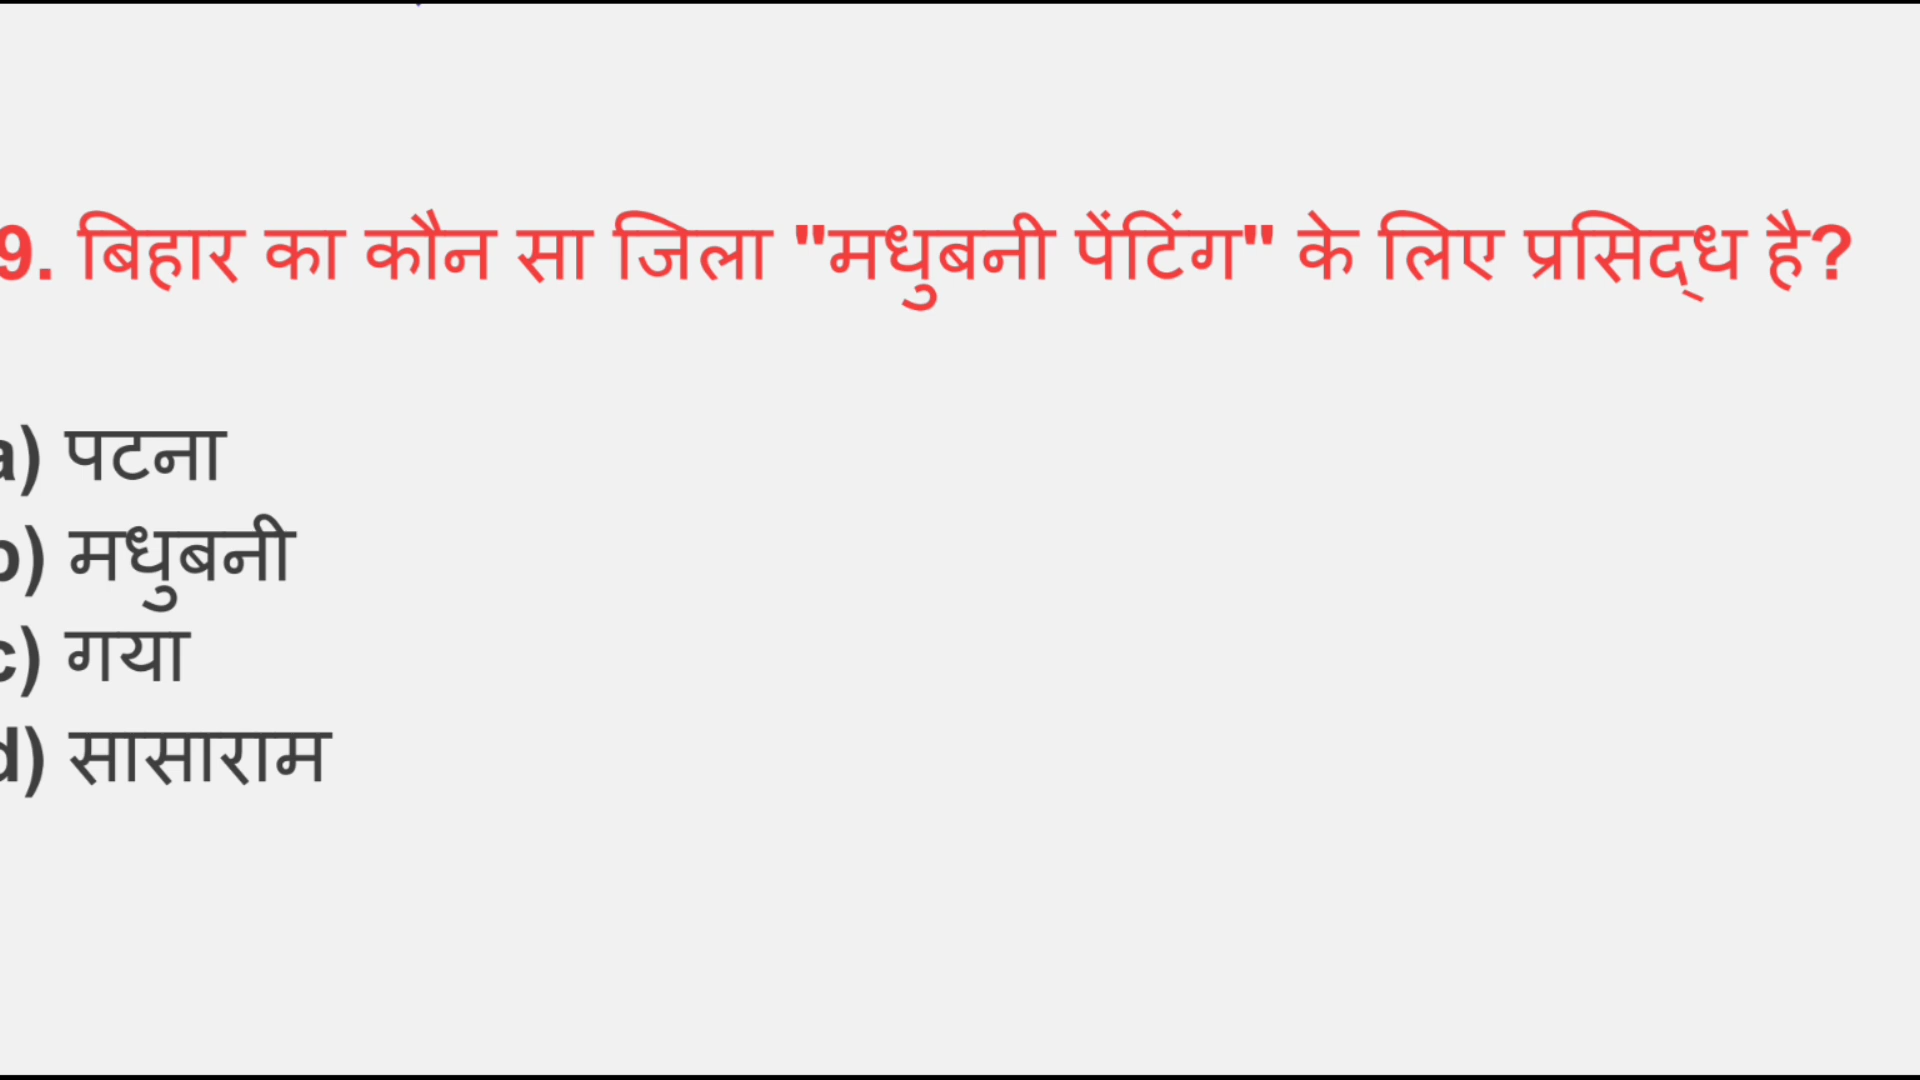 9. बिहार का कौन सा जिला "मधुबनी पेंटिंग" के लिए प्रसिद्ध है?
a) पटना
b) मधुबनी
c) गया
d) सासाराम